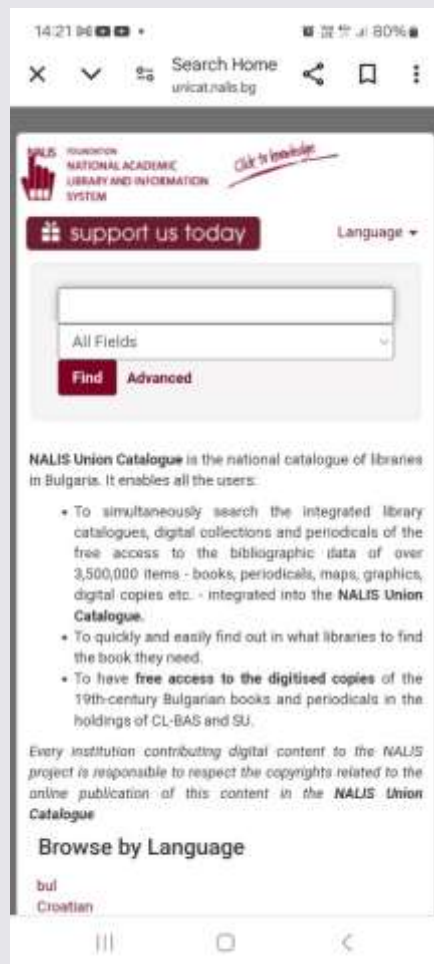 14:21
80%
Search Home
unicat.nalis.bg
NALIS FOUNDATION
NATIONAL ACADEMIC
LIBRARY AND INFORMATION
SYSTEM
Click to knowledge
support us today
Language
All Fields
Find Advanced
NALIS Union Catalogue is the national catalogue of libraries
in Bulgaria. It enables all the users:
• To simultaneously search the integrated library
catalogues, digital collections and periodicals of the
free access to the bibliographic data of over
3,500,000 items - books, periodicals, maps, graphics,
digital copies etc. - integrated into the NALIS Union
Catalogue.
• To quickly and easily find out in what libraries to find
the book they need.
• To have free access to the digitised copies of the
19th-century Bulgarian books and periodicals in the
holdings of CL-BAS and SU.
Every institution contributing digital content to the NALIS
project is responsible to respect the copyrights related to the
online publication of this content in the NALIS Union
Catalogue
Browse by Language
bul
Croatian